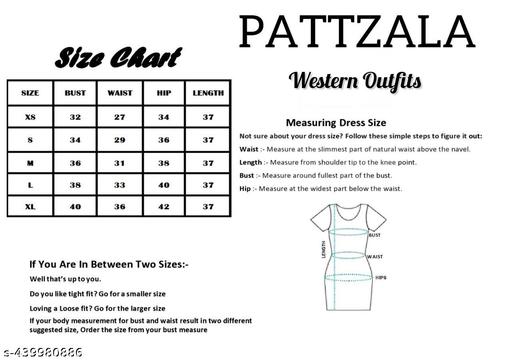 PATTZALA
Western Outfits
Size Chart
SIZE BUST WAIST HIP LENGTH
XS 32 27 34 37
S 34 29 36 37
M 36 31 38 37
L 38 33 40 37
XL 40 36 42 37
Measuring Dress Size
Not sure about your dress size? Follow these simple steps to figure it out:
Waist :- Measure at the slimmest part of natural waist above the navel.
Length :- Measure from shoulder tip to the knee point.
Bust :- Measure around fullest part of the bust.
Hip :- Measure at the widest part below the waist.
BUST
LENGTH
WAIST
HIPS
If You Are In Between Two Sizes:-
Well that's up to you.
Do you like tight fit? Go for a smaller size
Loving a Loose fit? Go for the larger size
If your body measurement for bust and waist result in two different
suggested size, Order the size from your bust measure
s-439980886